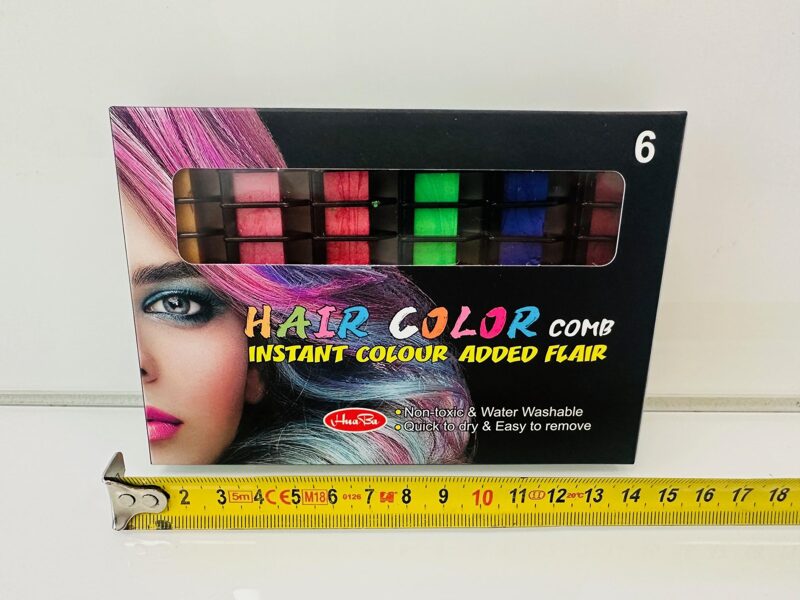 6
HAIR COLOR COMB
INSTANT COLOUR ADDED FLAIR
HuaBa
• Non-toxic & Water Washable
• Quick to dry & Easy to remove
2 3 5m 4 CE 5 M18 6 0126 7 8 9 10 11 12 20°C 13 14 15 16 17 18